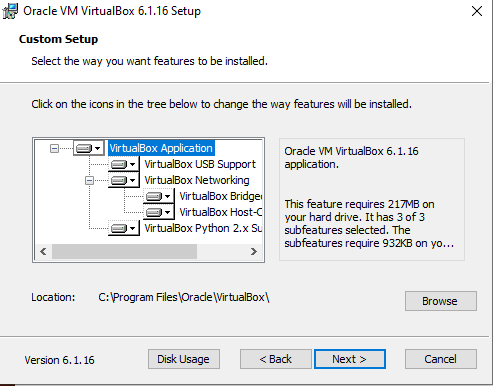 Oracle VM VirtualBox 6.1.16 Setup
Custom Setup
Select the way you want features to be installed.
Click on the icons in the tree below to change the way features will be installed.
VirtualBox Application
VirtualBox USB Support
VirtualBox Networking
VirtualBox Bridge
VirtualBox Host-C
VirtualBox Python 2.x Su
Oracle VM VirtualBox 6.1.16
application.
This feature requires 217MB on
your hard drive. It has 3 of 3
subfeatures selected. The
subfeatures require 932KB on yo...
Location:
C:\Program Files\Oracle\VirtualBox\
Browse
Version 6.1.16
Disk Usage
< Back
Next >
Cancel